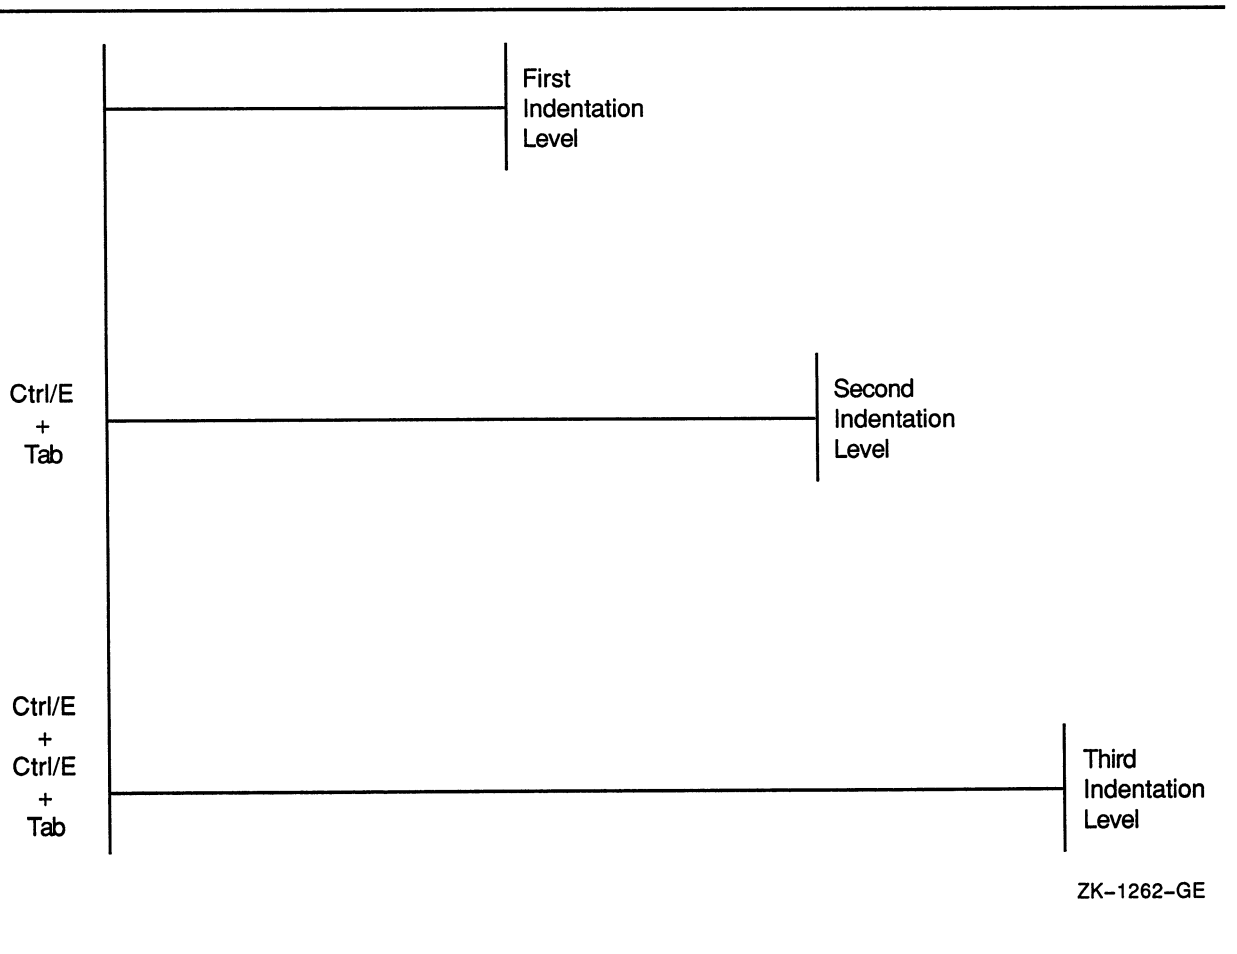 First
Indentation
Level
Ctrl/E
+
Tab
Second
Indentation
Level
Ctrl/E
+
Ctrl/E
+
Tab
Third
Indentation
Level
ZK–1262–GE